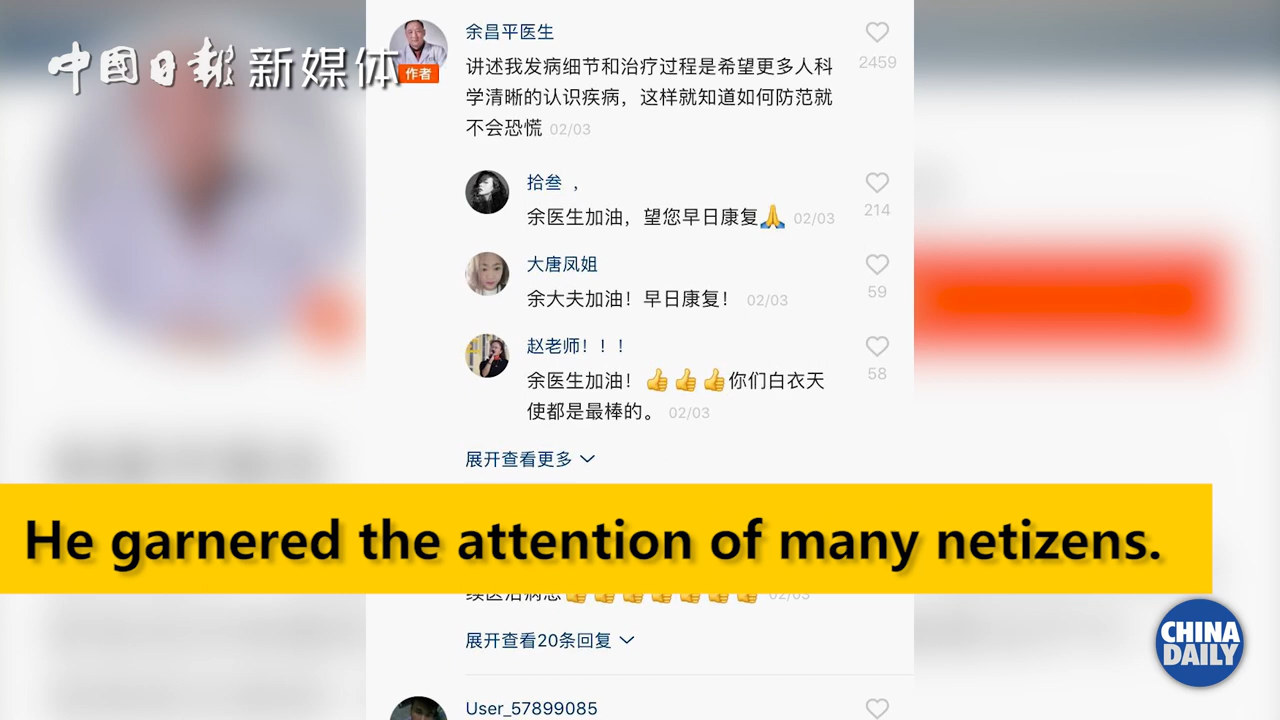 中國日報 新媒体
余昌平医生
2459
作者
讲述我发病细节和治疗过程是希望更多人科
学清晰的认识疾病，这样就知道如何防范就
不会恐慌 02/03
拾叁 ，
余医生加油，望您早日康复🙏 02/03
214
大唐凤姐
余大夫加油！早日康复！ 02/03
59
赵老师！！！
余医生加油！👍👍👍你们白衣天
58
使都是最棒的。 02/03
展开查看更多
He garnered the attention of many netizens.
👍👍👍👍👍👍👍 02/03
展开查看20条回复
CHINA
DAILY
User_57899085